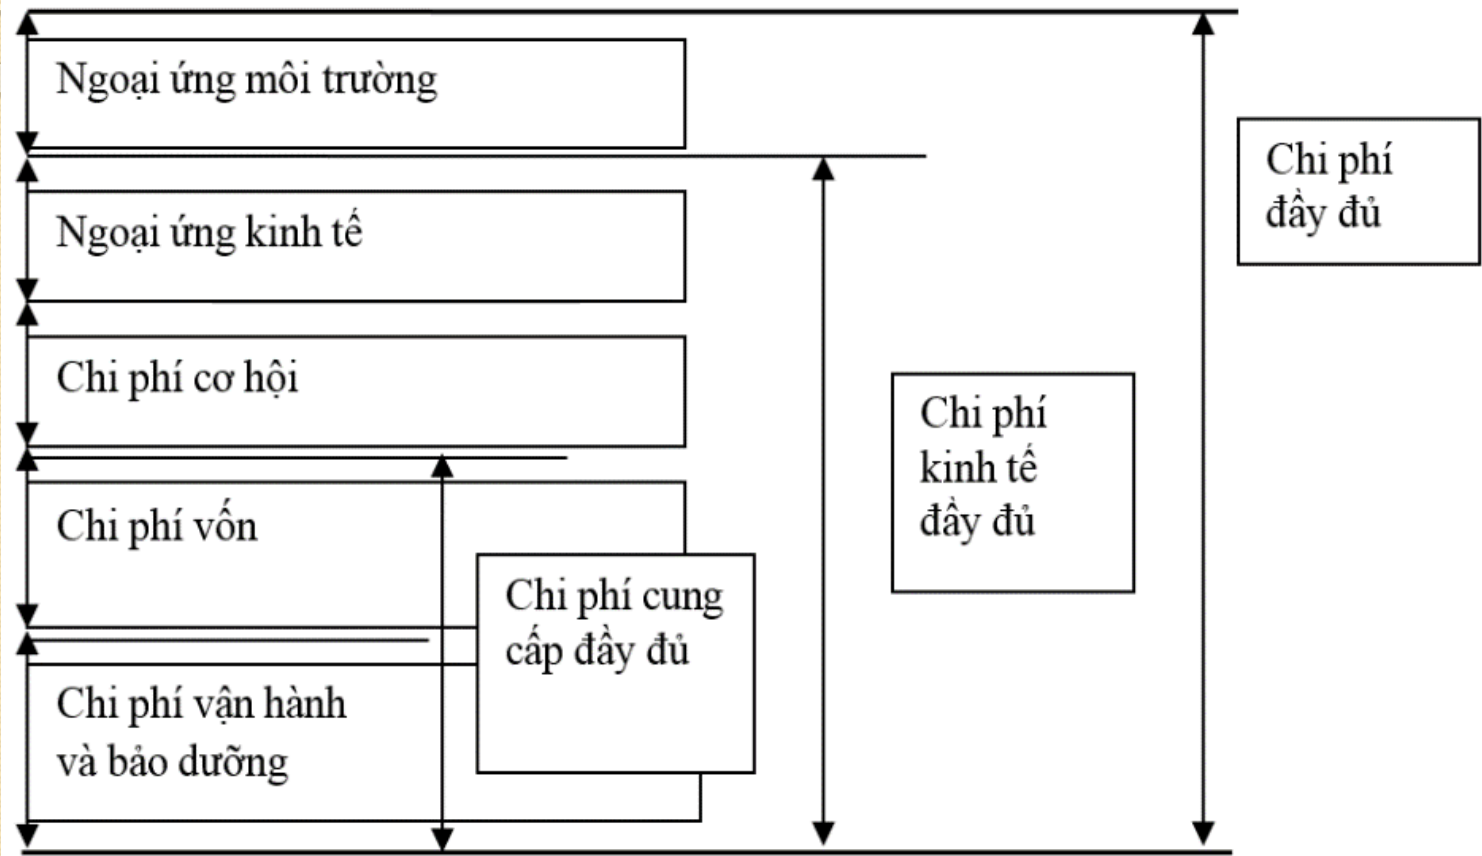 Ngoại ứng môi trường
Ngoại ứng kinh tế
Chi phí cơ hội
Chi phí vốn
Chi phí vận hành
và bảo dưỡng
Chi phí cung
cấp đầy đủ
Chi phí
kinh tế
đầy đủ
Chi phí
đầy đủ